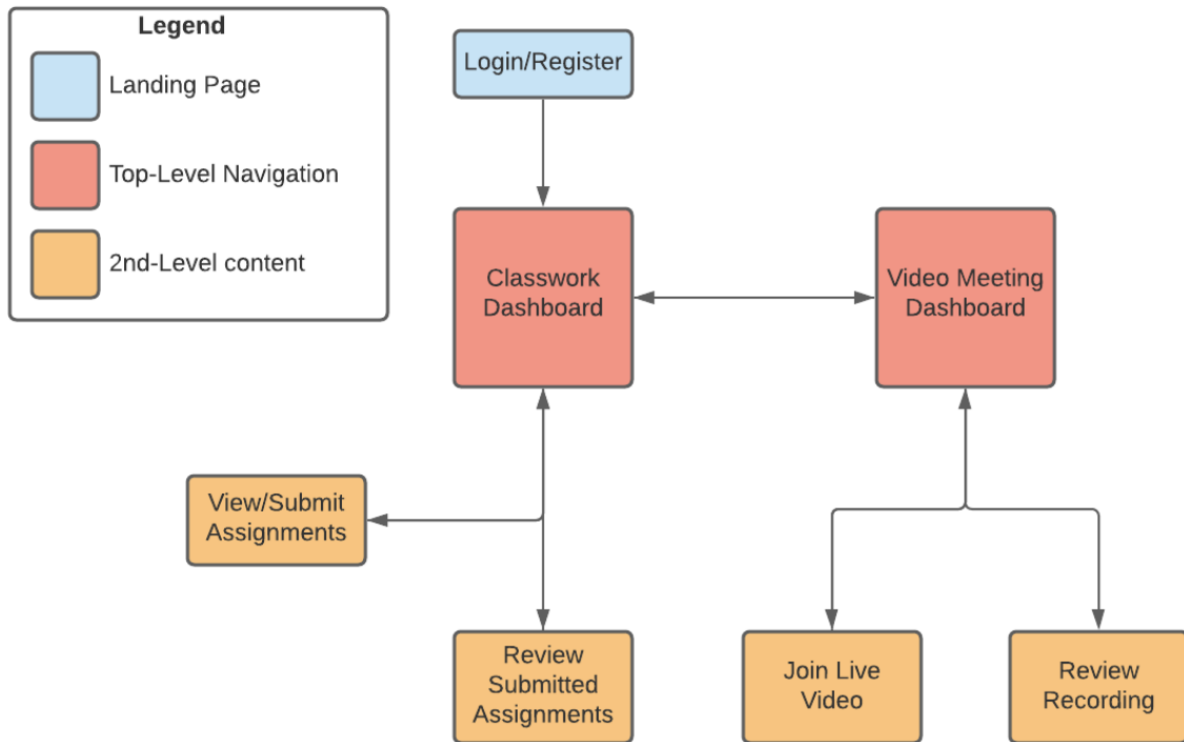 Legend
Landing Page
Top-Level Navigation
2nd-Level content
Login/Register
Classwork
Dashboard
Video Meeting
Dashboard
View/Submit
Assignments
Review
Submitted
Assignments
Join Live
Video
Review
Recording